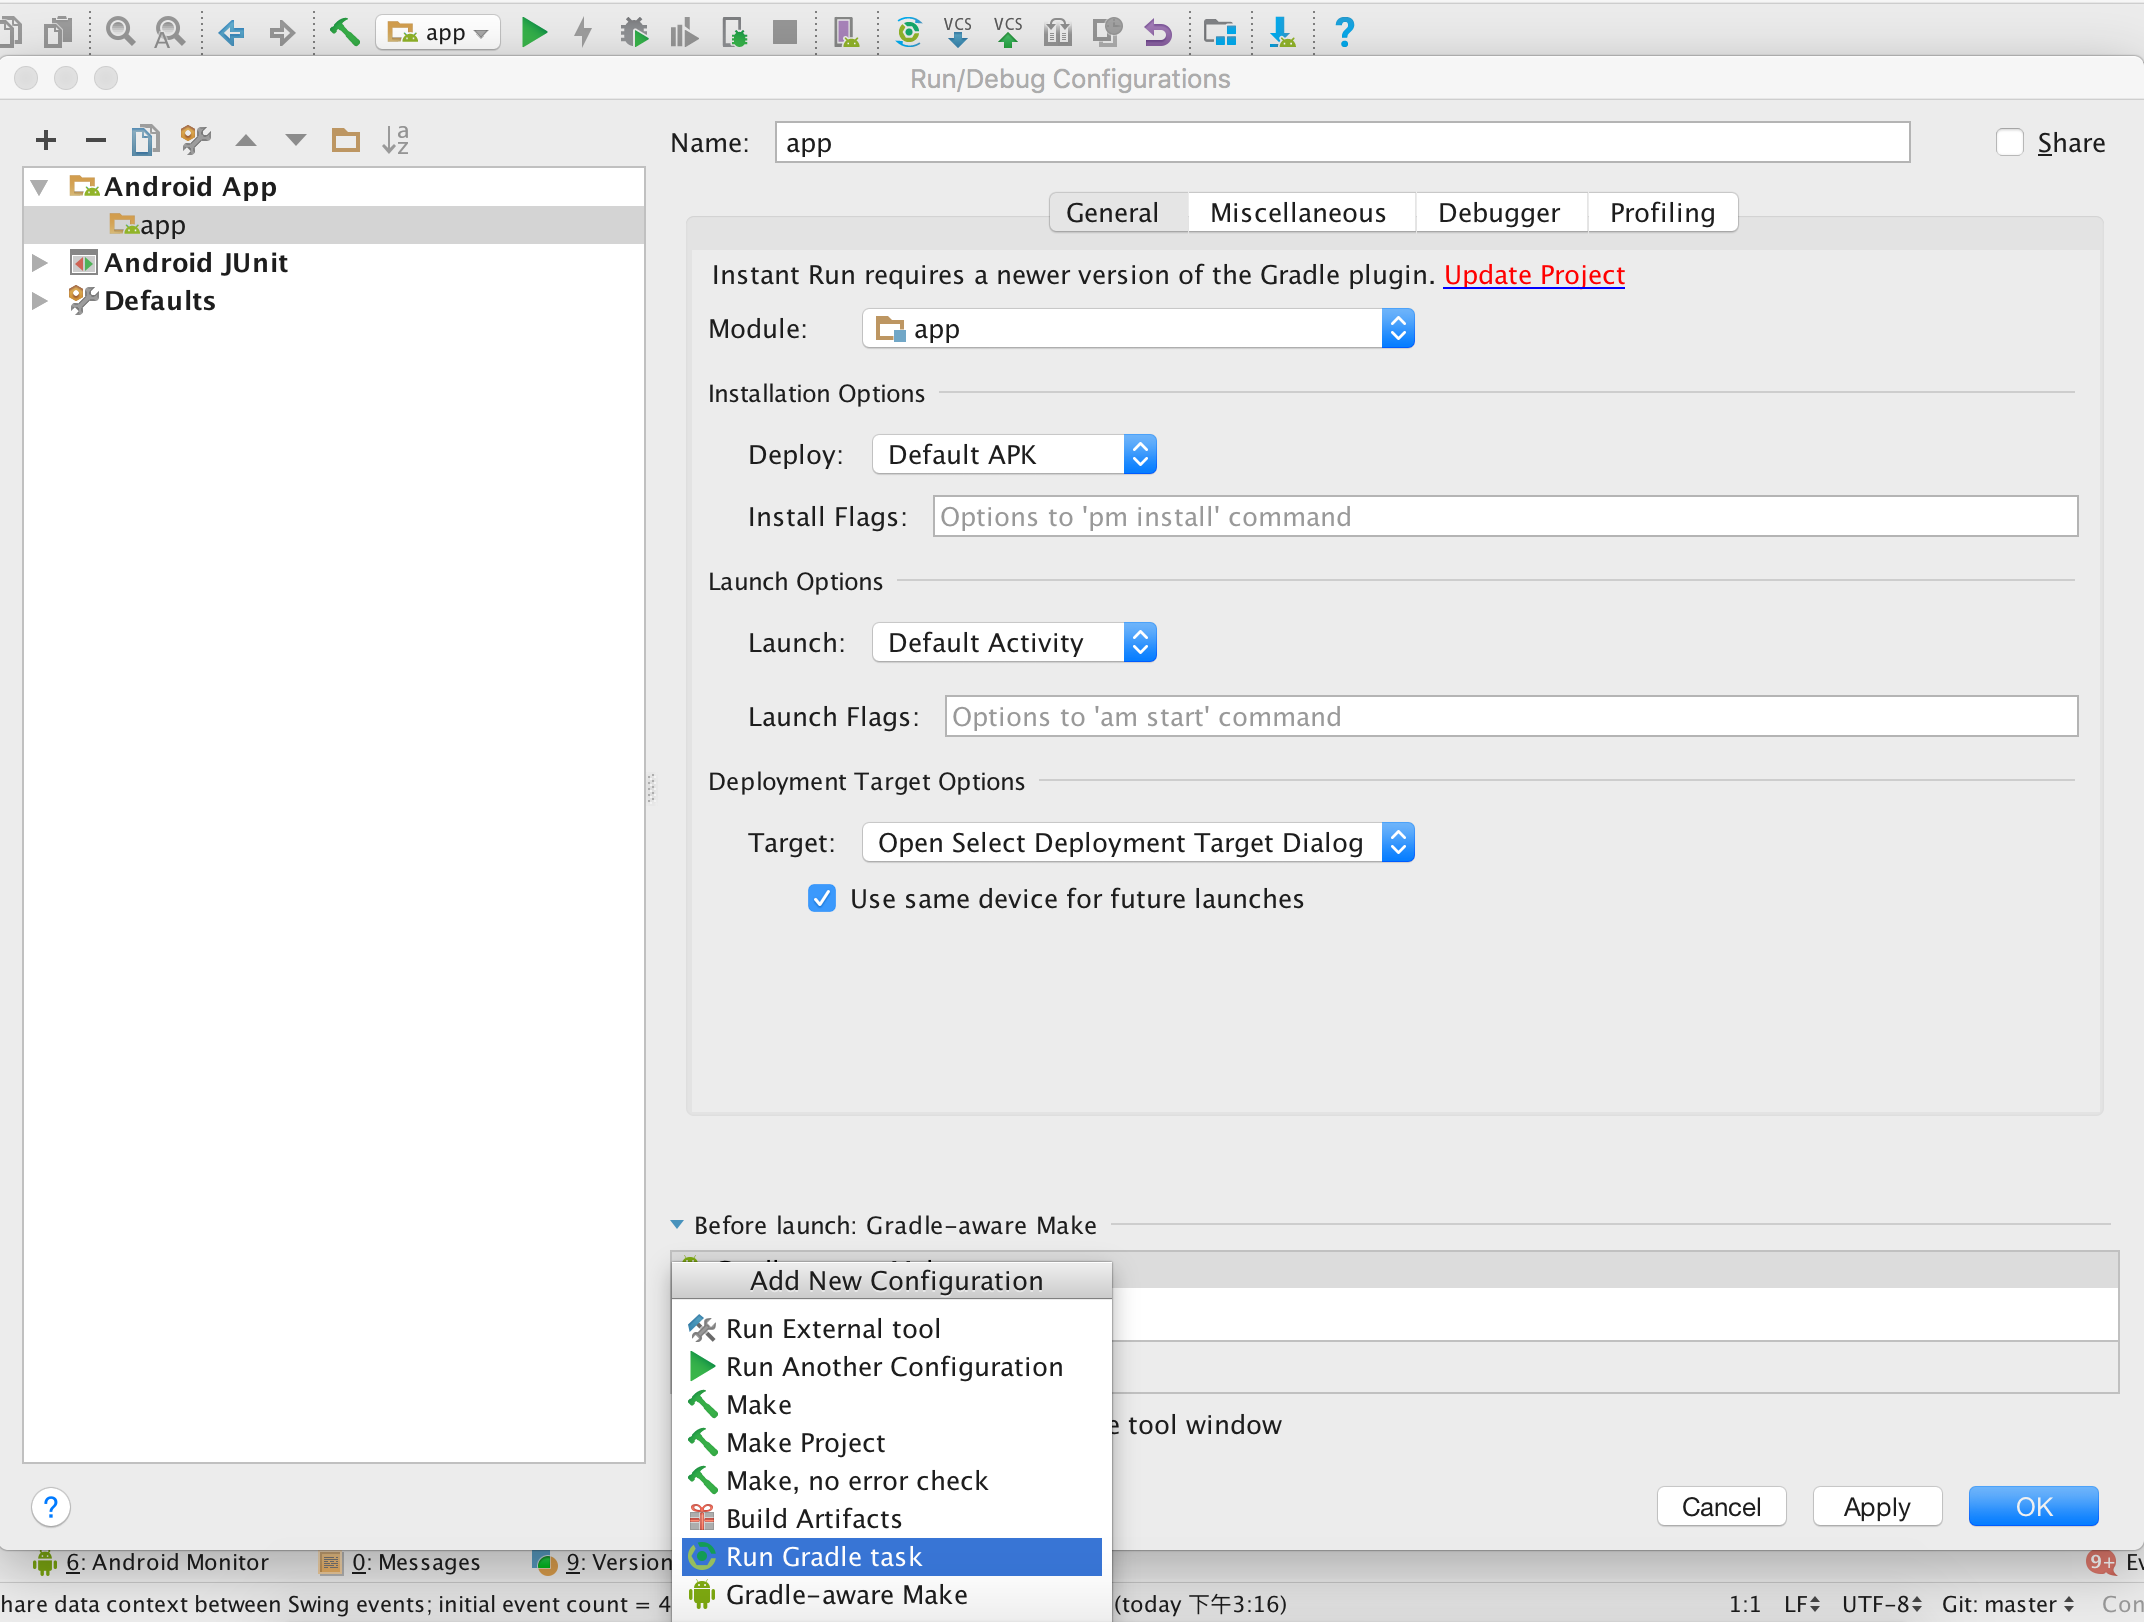 VCS VCS
app
?
Run/Debug Configurations
a
z
Name: app
Share
Android App
app
Android JUnit
Defaults
General Miscellaneous Debugger Profiling
Instant Run requires a newer version of the Gradle plugin. Update Project
Module: app
Installation Options
Deploy: Default APK
Install Flags: Options to 'pm install' command
Launch Options
Launch: Default Activity
Launch Flags: Options to 'am start' command
Deployment Target Options
Target: Open Select Deployment Target Dialog
Use same device for future launches
Before launch: Gradle-aware Make
Add New Configuration
Run External tool
Run Another Configuration
Make
Make Project
Make, no error check
Build Artifacts
Run Gradle task
Gradle-aware Make
e tool window
?
Cancel Apply OK
6: Android Monitor 0: Messages 9: Version
9+ Ev
hare data context between Swing events; initial event count = 4
(today 下午3:16)
1:1 LF UTF-8 Git: master Con